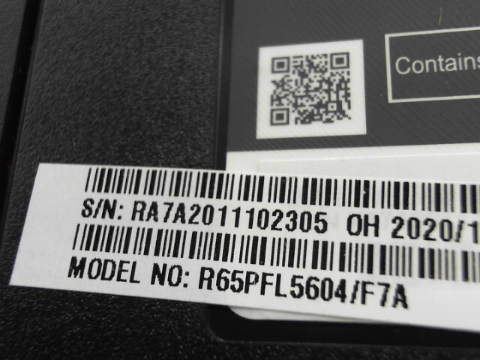 Contains
S/N: RA7A2011102305 OH 2020/1
MODEL NO: R65PFL5604/F7A